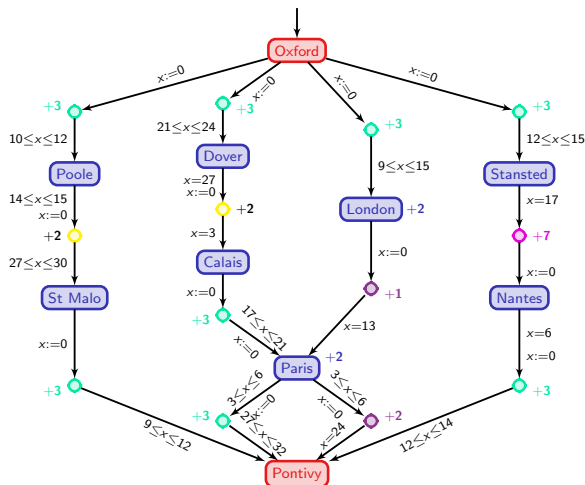 Oxford
x:=0
x:=0
x:=0
x:=0
+3
+3
+3
+3
10≤x≤12
21≤x≤24
9≤x≤15
12≤x≤15
Poole
Dover
London
+2
Stansted
14≤x≤15
x:=0
x=27
x:=0
x:=0
x=17
+2
+2
+7
27≤x≤30
x=3
x:=0
St Malo
Calais
+1
Nantes
x:=0
x:=0
x=13
x=6
x:=0
+3
17≤x≤21
x:=0
Paris
+2
+3
3≤x≤6
x:=0
3≤x≤6
x:=0
+3
+3
+2
9≤x≤12
27≤x≤32
x=24
12≤x≤14
Pontivy